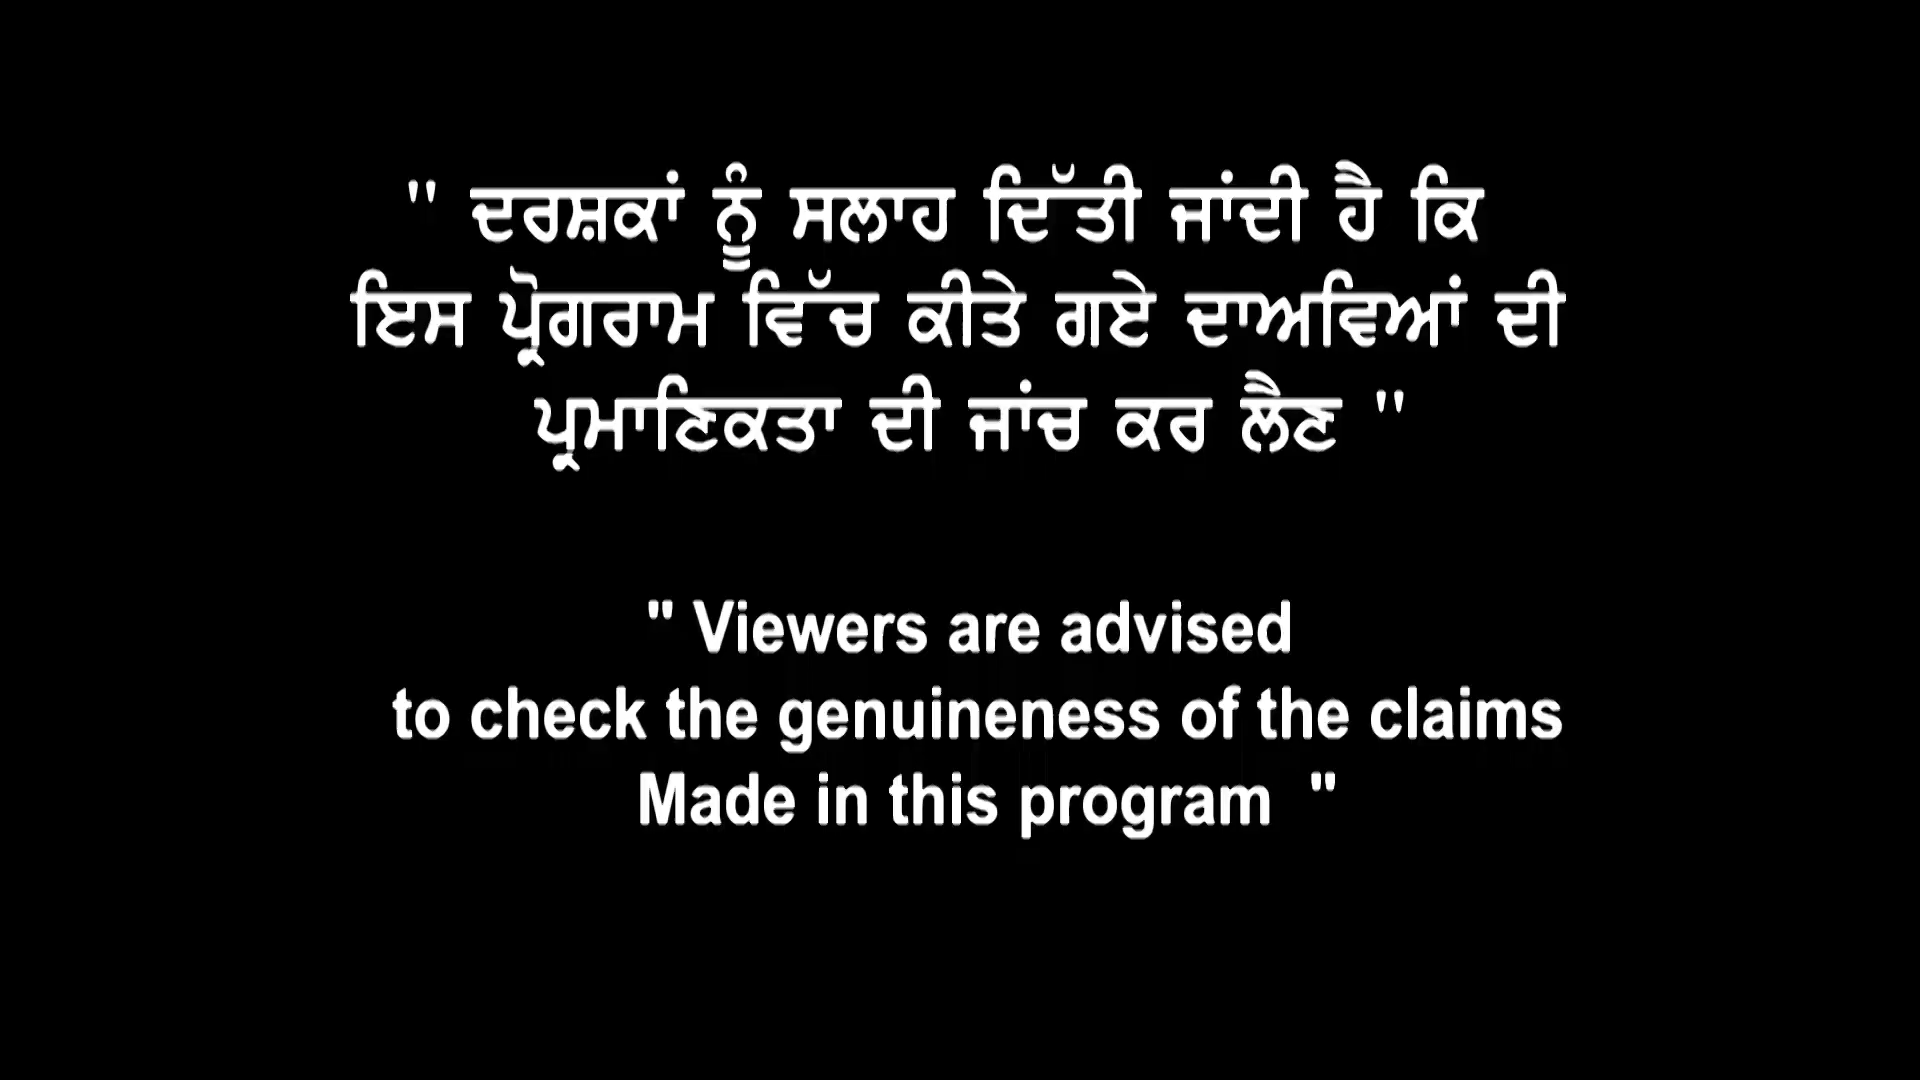 " ਦਰਸ਼ਕਾਂ ਨੂੰ ਸਲਾਹ ਦਿੱਤੀ ਜਾਂਦੀ ਹੈ ਕਿ
ਇਸ ਪ੍ਰੋਗਰਾਮ ਵਿੱਚ ਕੀਤੇ ਗਏ ਦਾਅਵਿਆਂ ਦੀ
ਪ੍ਰਮਾਣਿਕਤਾ ਦੀ ਜਾਂਚ ਕਰ ਲੈਣ "
" Viewers are advised
to check the genuineness of the claims
Made in this program "